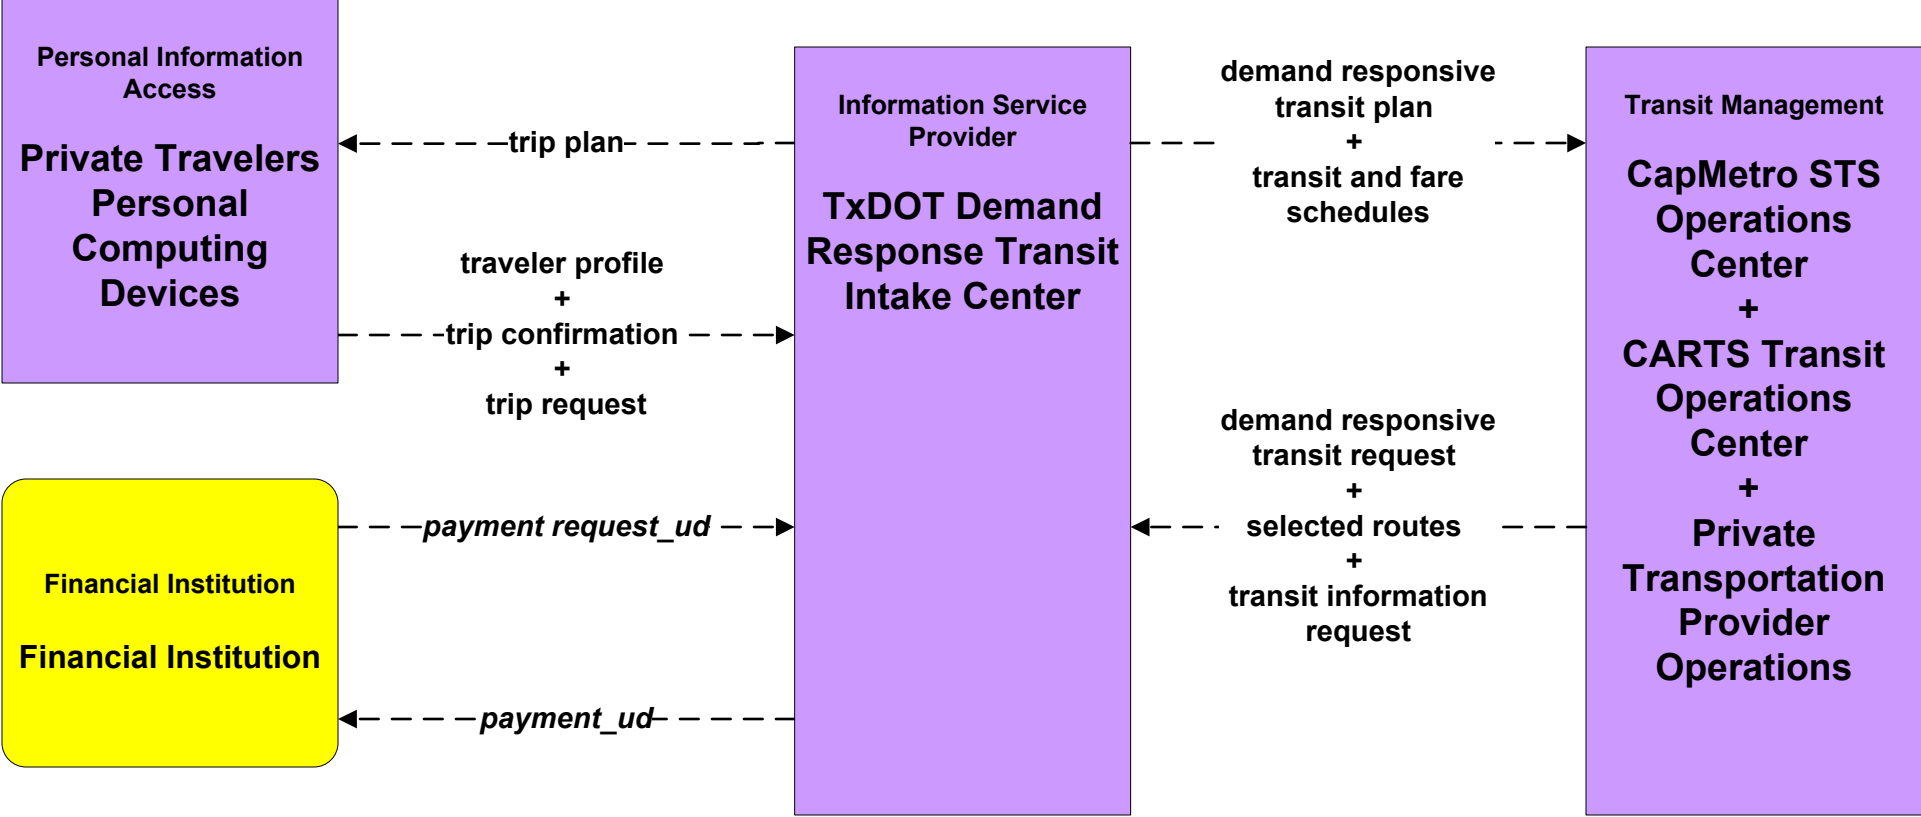 Personal Information
Access
Private Travelers
Personal
Computing
Devices
trip plan
traveler profile
+
trip confirmation
+
trip request
Financial Institution
Financial Institution
payment request_ud
payment_ud
Information Service
Provider
TxDOT Demand
Response Transit
Intake Center
demand responsive
transit plan
+
transit and fare
schedules
demand responsive
transit request
+
selected routes
+
transit information
request
Transit Management
CapMetro STS
Operations
Center
+
CARTS Transit
Operations
Center
+
Private
Transportation
Provider
Operations